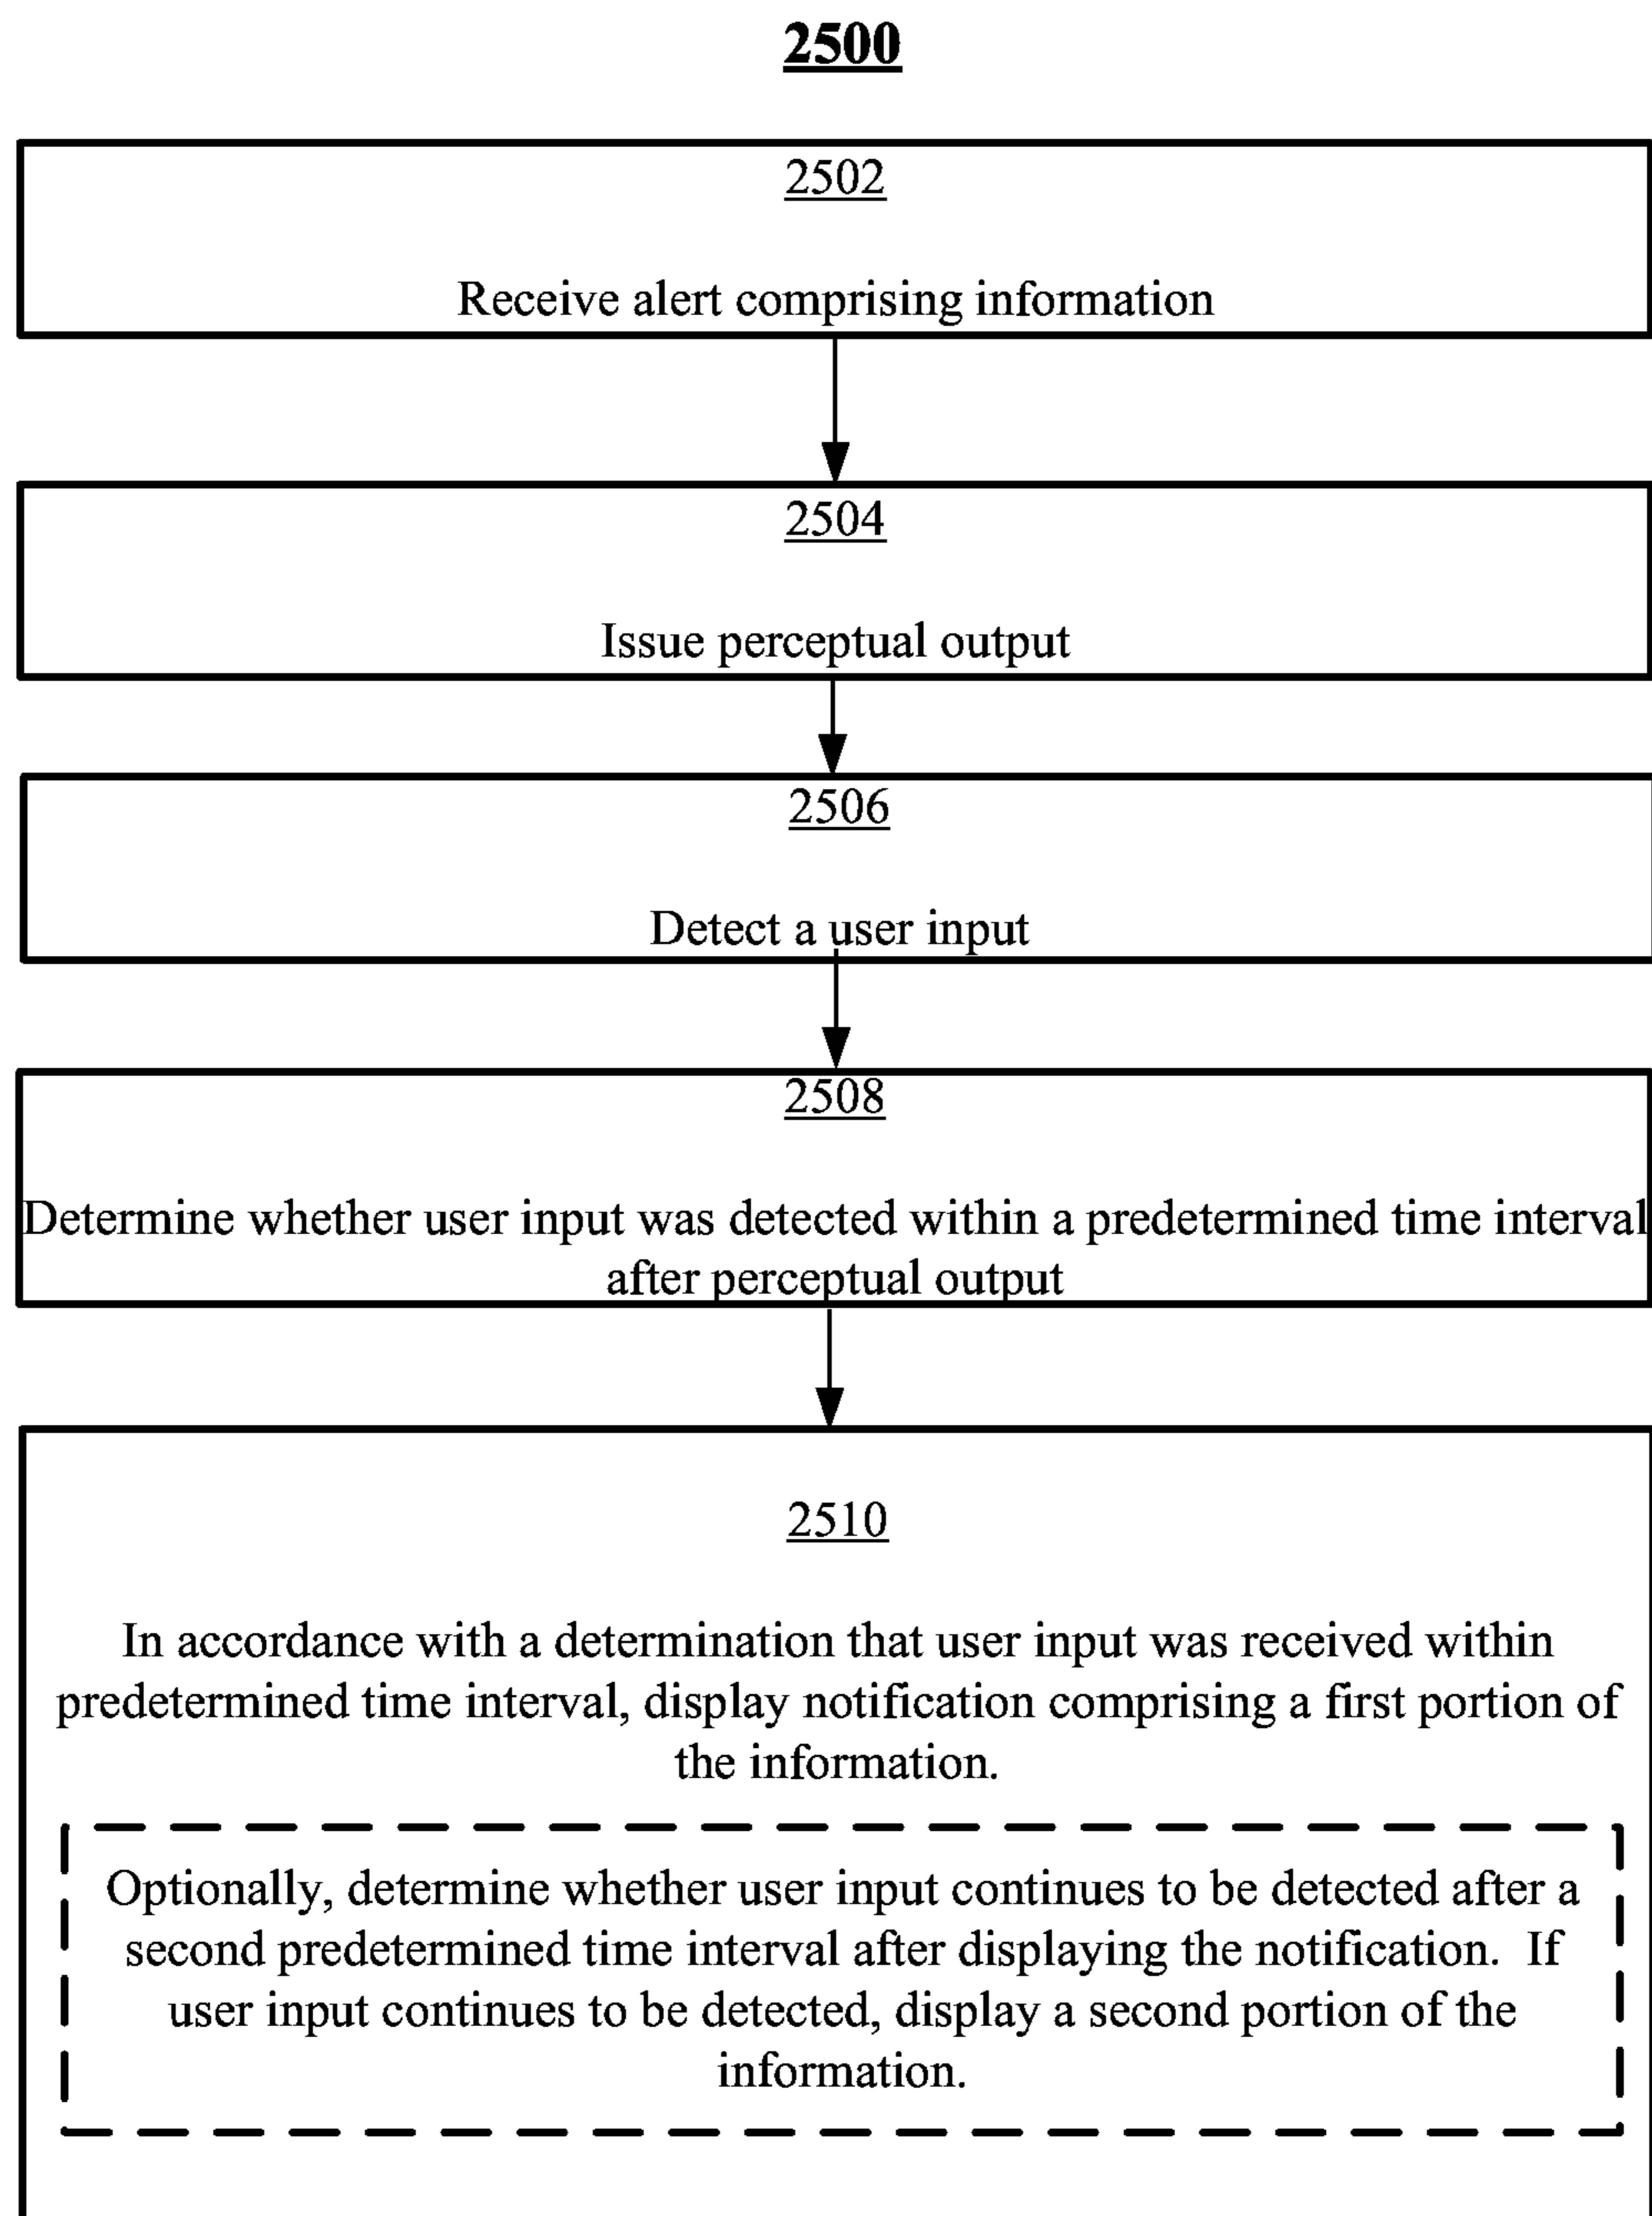 2500
2502
Receive alert comprising information
2504
Issue perceptual output
2506
Detect a user input
2508
Determine whether user input was detected within a predetermined time interval
after perceptual output
2510
In accordance with a determination that user input was received within
predetermined time interval, display notification comprising a first portion of
the information.
Optionally, determine whether user input continues to be detected after a
second predetermined time interval after displaying the notification.  If
user input continues to be detected, display a second portion of the
information.